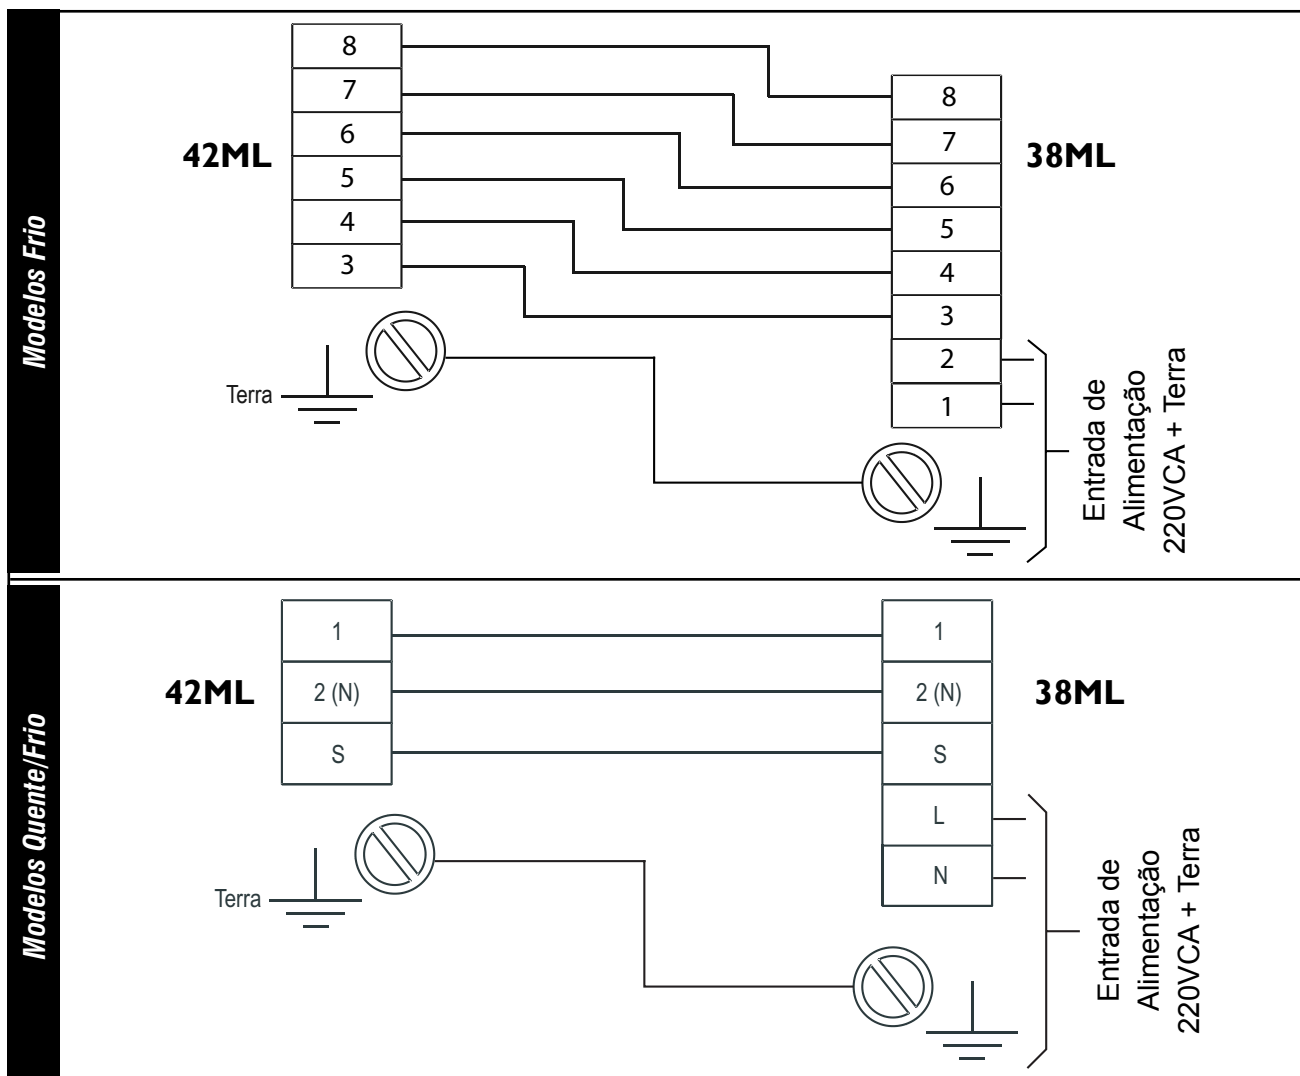 Modelos Frio
42ML
8
7
6
5
4
3
38ML
8
7
6
5
4
3
2
1
Terra
Entrada de
Alimentação
220VCA + Terra
Modelos Quente/Frio
42ML
1
2 (N)
S
38ML
1
2 (N)
S
L
N
Terra
Entrada de
Alimentação
220VCA + Terra